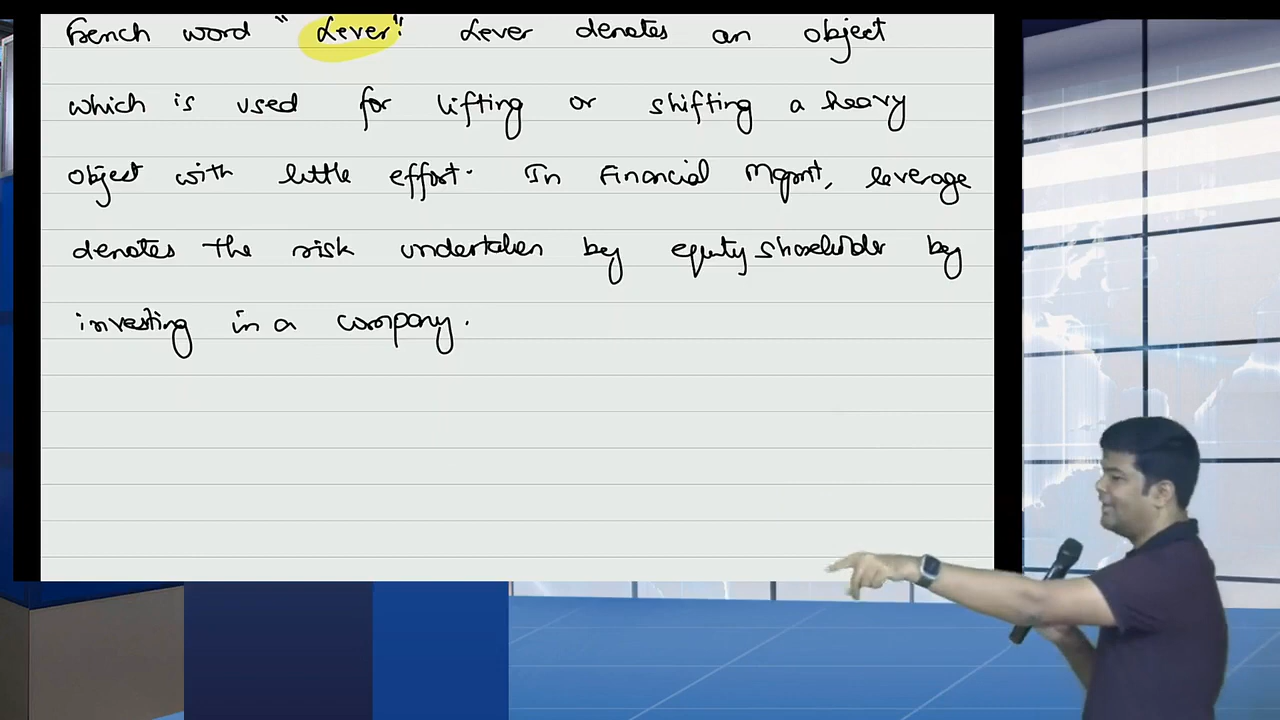 French word "Lever". Lever denotes an object
which is used for lifting or shifting a heavy
object with little effort. In Financial Mgmt, leverage
denotes the risk undertaken by equity shareholder by
investing in a company.